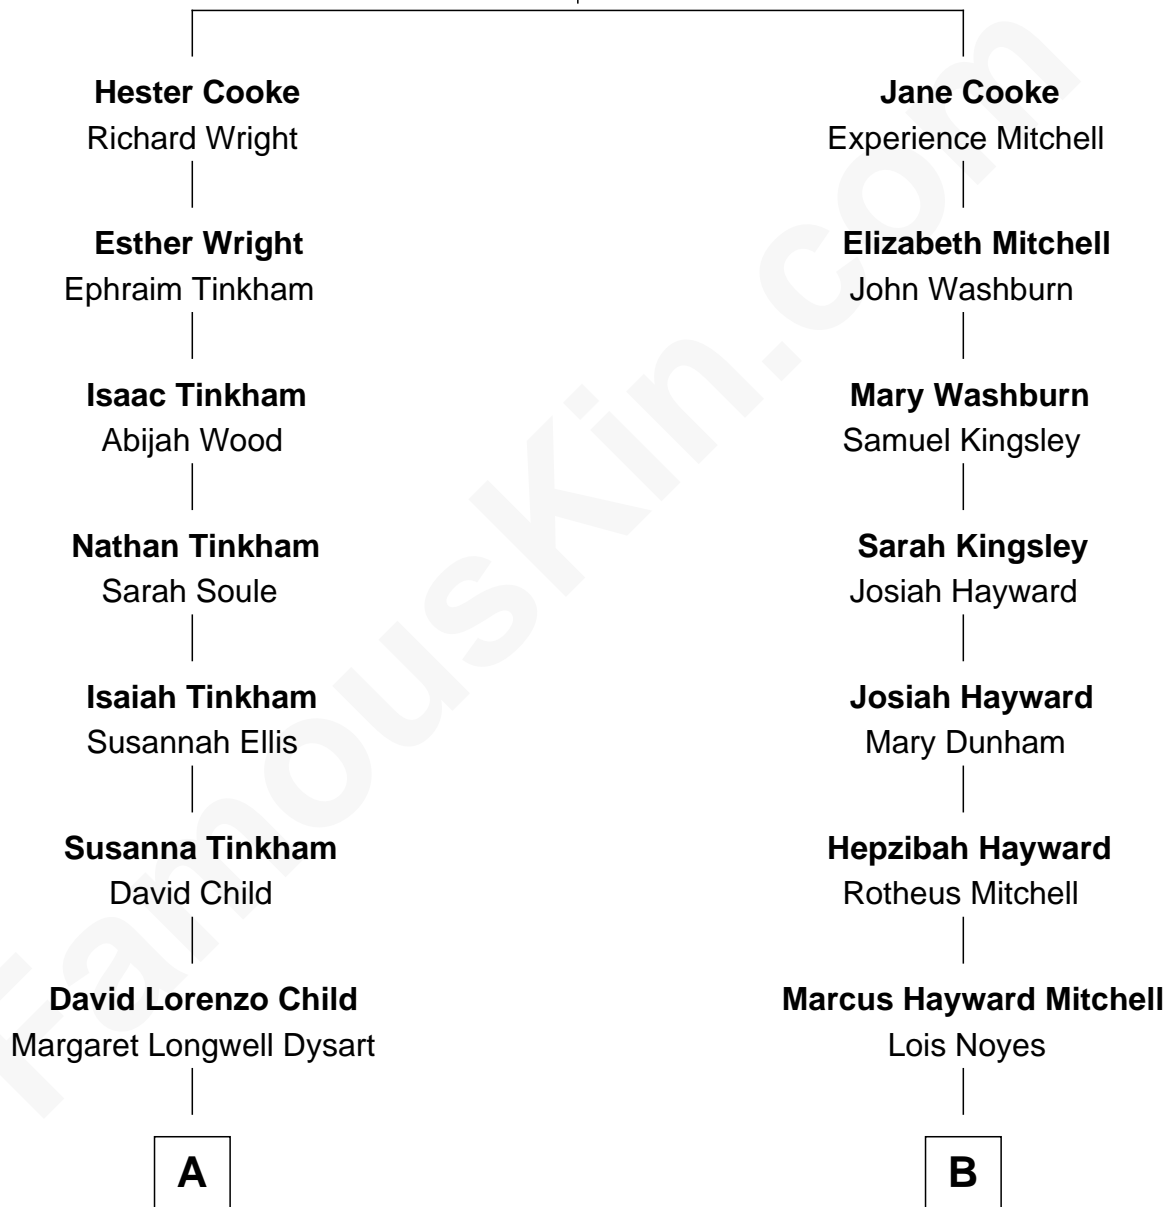 Hester Cooke
Richard Wright
Jane Cooke
Experience Mitchell
Esther Wright
Ephraim Tinkham
Elizabeth Mitchell
John Washburn
Isaac Tinkham
Abijah Wood
Mary Washburn
Samuel Kingsley
Nathan Tinkham
Sarah Soule
Sarah Kingsley
Josiah Hayward
Isaiah Tinkham
Susannah Ellis
Josiah Hayward
Mary Dunham
Susanna Tinkham
David Child
Hepzibah Hayward
Rotheus Mitchell
David Lorenzo Child
Margaret Longwell Dysart
Marcus Hayward Mitchell
Lois Noyes
A
B
FamousKin.com